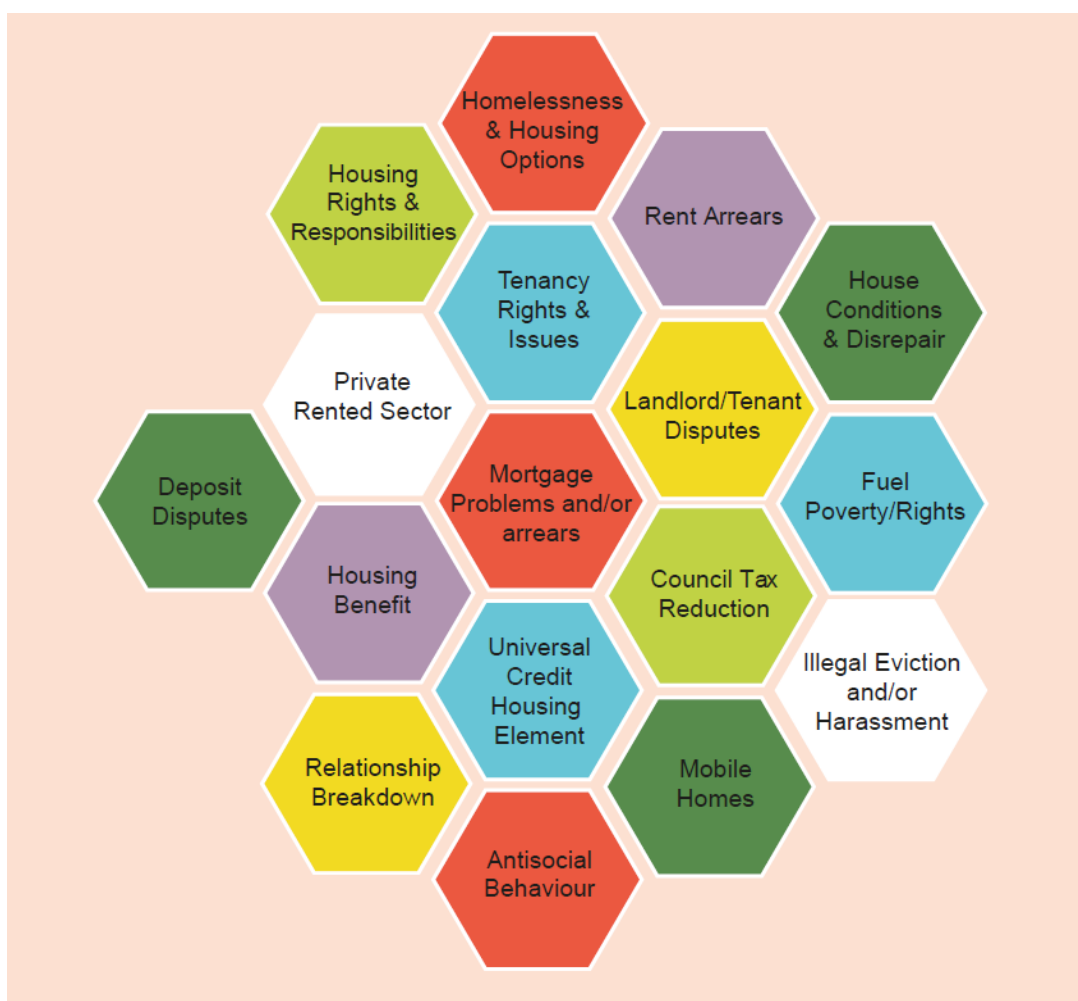 Homelessness
& Housing
Options
Housing
Rights &
Responsibilities
Rent Arrears
Tenancy
Rights &
Issues
House
Conditions
& Disrepair
Private
Rented Sector
Landlord/Tenant
Disputes
Deposit
Disputes
Mortgage
Problems and/or
arrears
Fuel
Poverty/Rights
Housing
Benefit
Council Tax
Reduction
Universal
Credit
Housing
Element
Illegal Eviction
and/or
Harassment
Relationship
Breakdown
Mobile
Homes
Antisocial
Behaviour